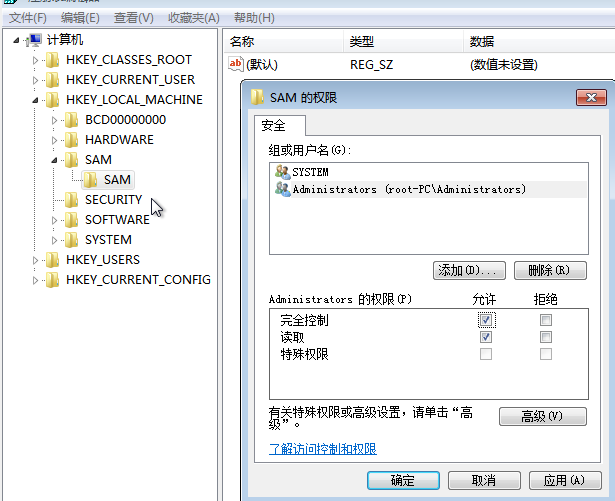 文件(F) 编辑(E) 查看(V) 收藏夹(A) 帮助(H)
计算机
HKEY_CLASSES_ROOT
HKEY_CURRENT_USER
HKEY_LOCAL_MACHINE
BCD00000000
HARDWARE
SAM
SAM
SECURITY
SOFTWARE
SYSTEM
HKEY_USERS
HKEY_CURRENT_CONFIG
名称 类型 数据
ab (默认) REG_SZ (数值未设置)
SAM 的权限
安全
组或用户名(G):
SYSTEM
Administrators (root-PC\Administrators)
添加(D)... 删除(R)
Administrators 的权限(P) 允许 拒绝
完全控制
读取
特殊权限
有关特殊权限或高级设置，请单击“高
级”。
高级(V)
了解访问控制和权限
确定 取消 应用(A)